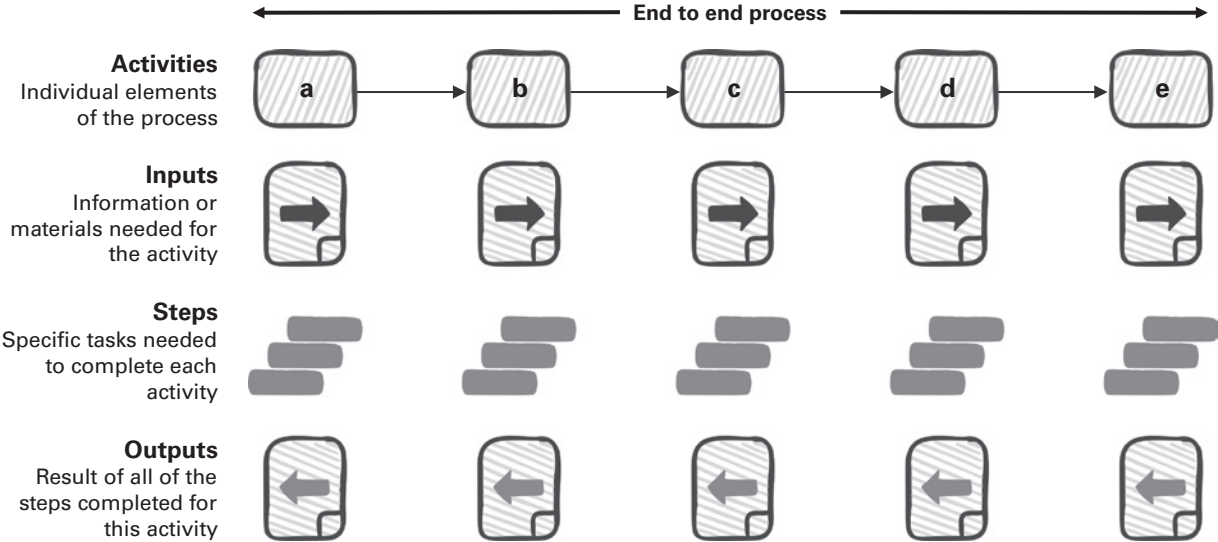 End to end process
Activities
Individual elements
of the process
a
b
c
d
e
Inputs
Information or
materials needed for
the activity
Steps
Specific tasks needed
to complete each
activity
Outputs
Result of all of the
steps completed for
this activity